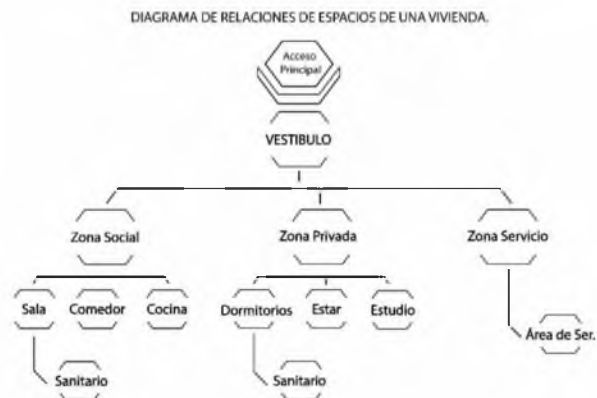 DIAGRAMA DE RELACIONES DE ESPACIOS DE UNA VIVIENDA.
Acceso
Principal
VESTIBULO
Zona Social
Zona Privada
Zona Servicio
Sala
Comedor
Cocina
Dormitorios
Estar
Estudio
Área de Ser.
Sanitario
Sanitario